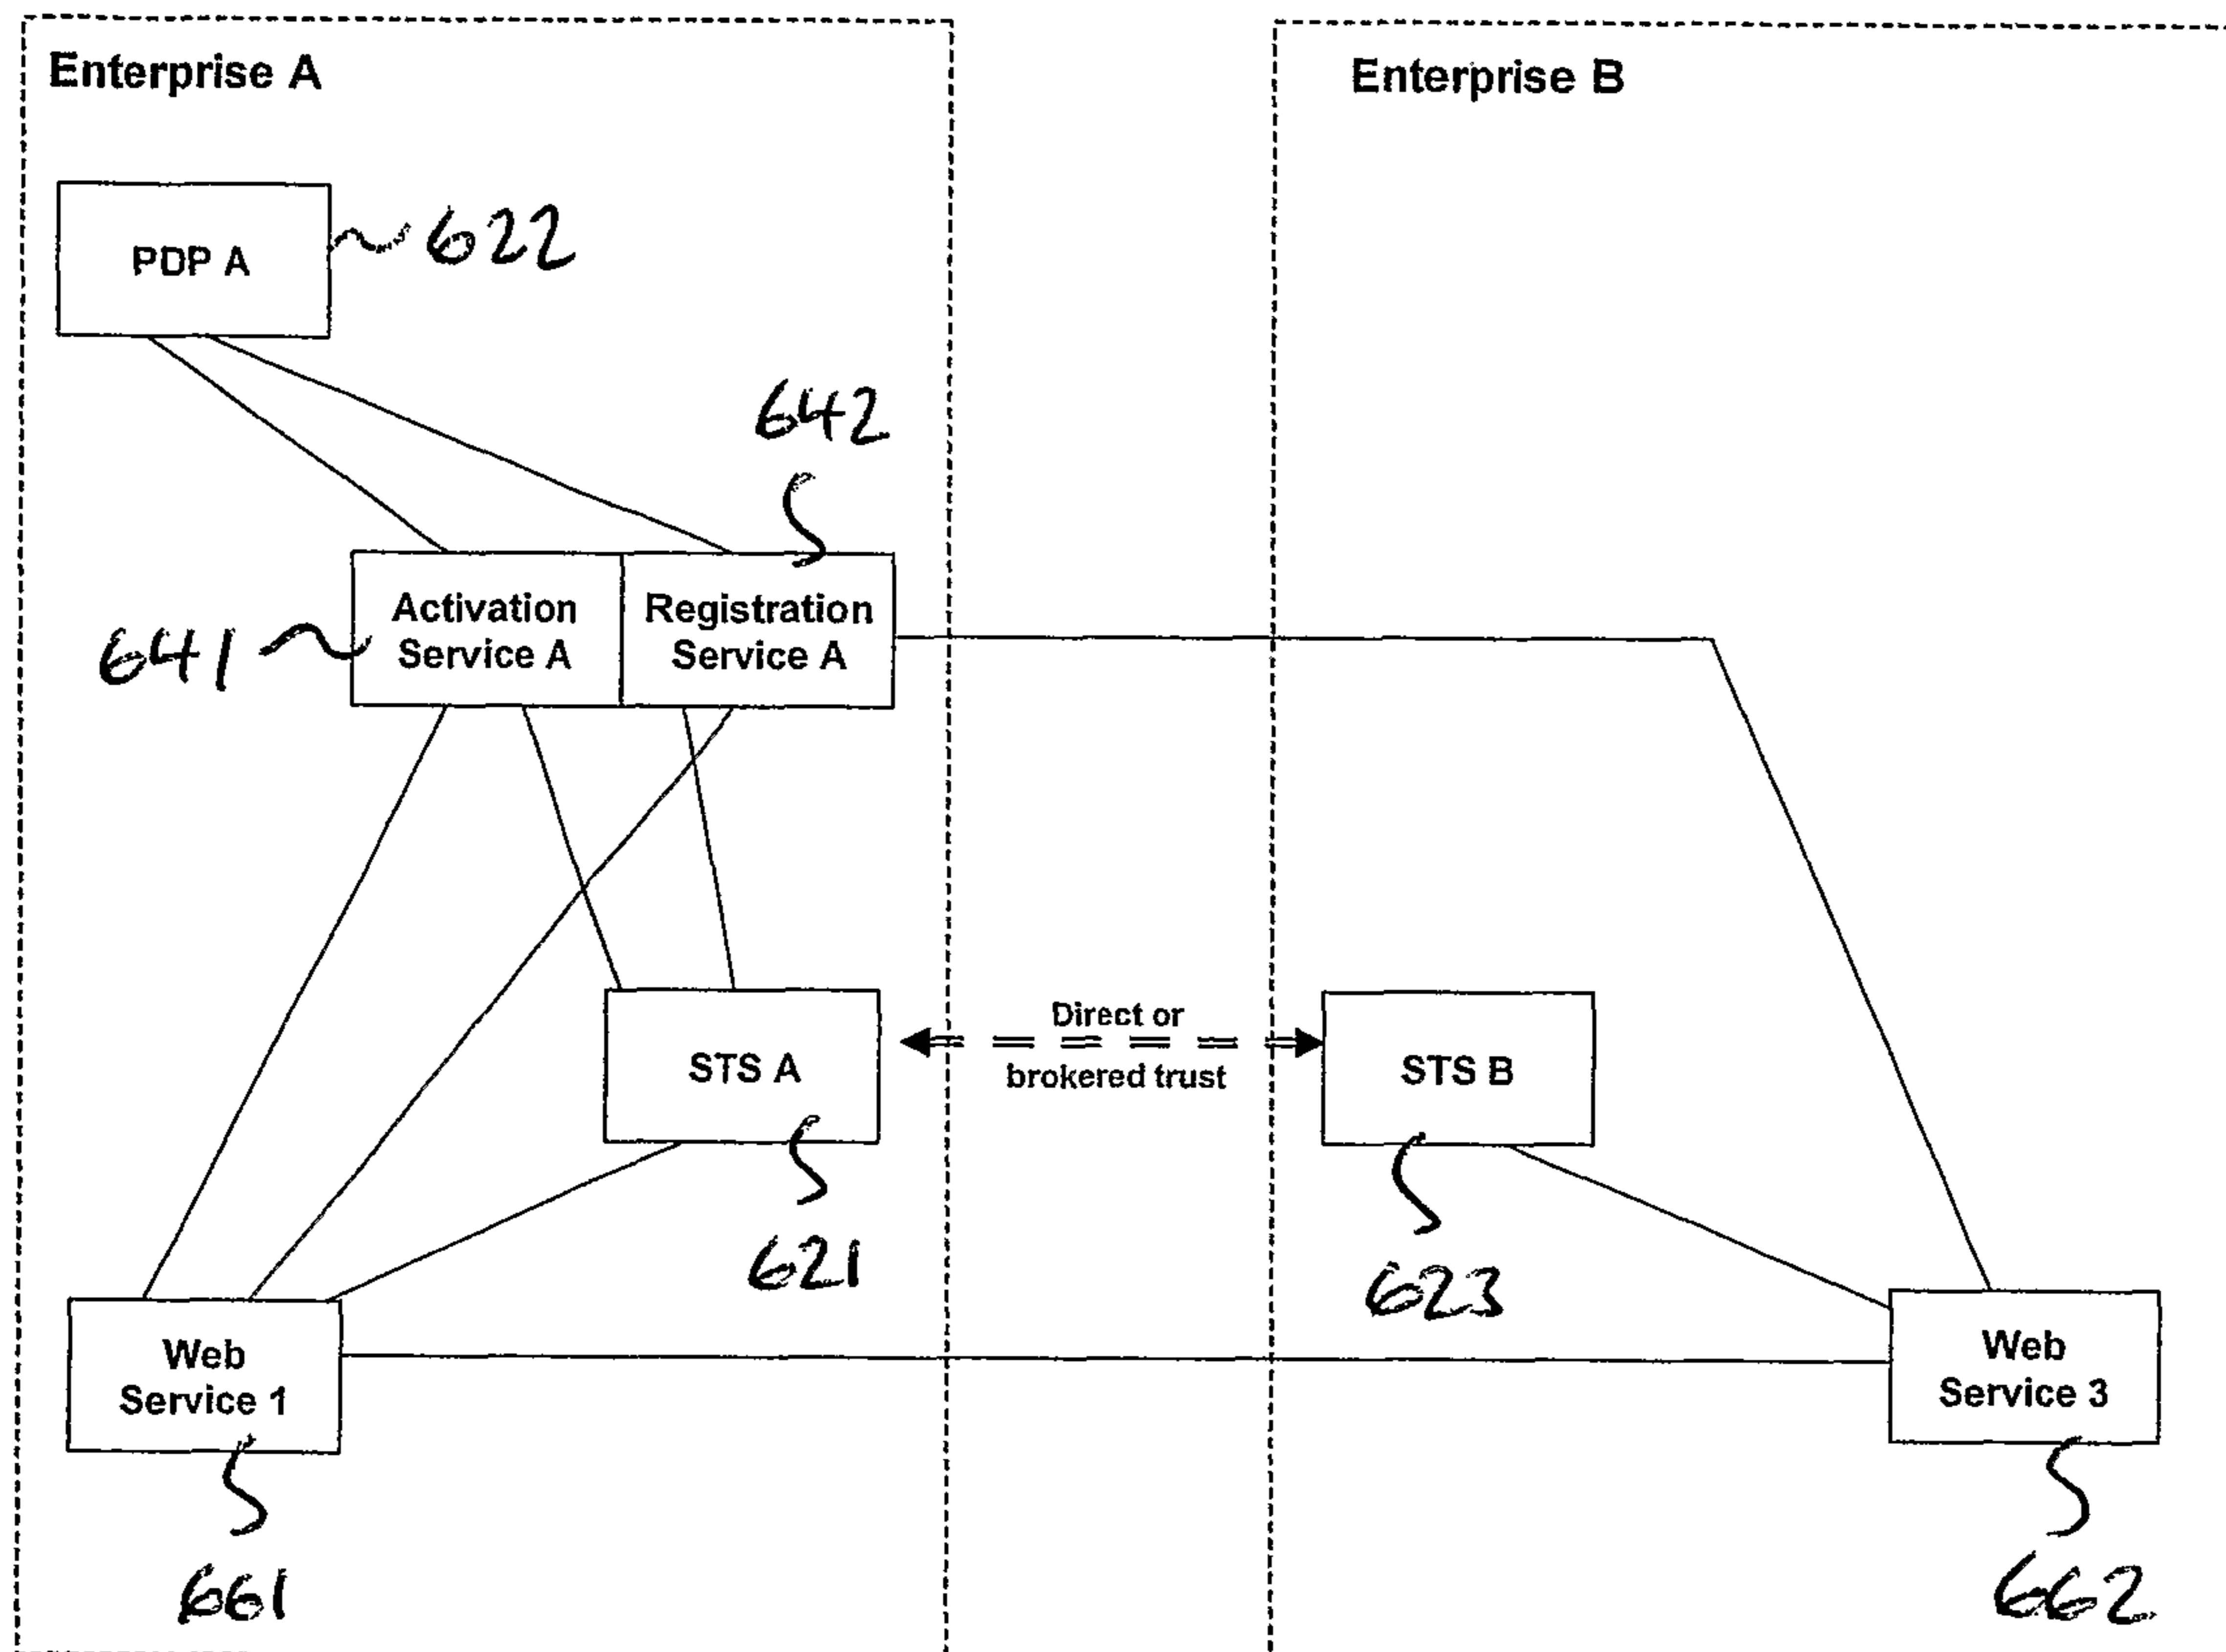 Enterprise A
Enterprise B
PDP A
622
642
Activation
Service A
Registration
Service A
641
Direct or
brokered trust
STS A
STS B
621
623
Web
Service 1
Web
Service 3
661
662